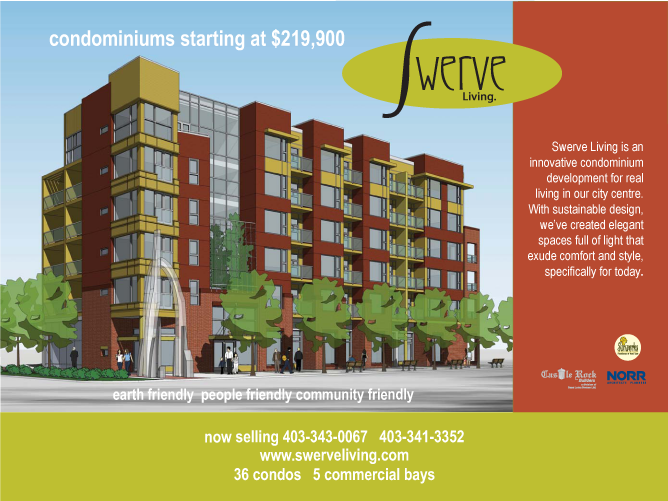 condominiums starting at $219,900
Swerve
Living.
Swerve Living is an
innovative condominium
development for real
living in our city centre.
With sustainable design,
we've created elegant
spaces full of light that
exude comfort and style,
specifically for today.
Castle Rock
Builders
NORR
earth friendly  people friendly community friendly
now selling 403-343-0067   403-341-3352
www.swerveliving.com
36 condos   5 commercial bays